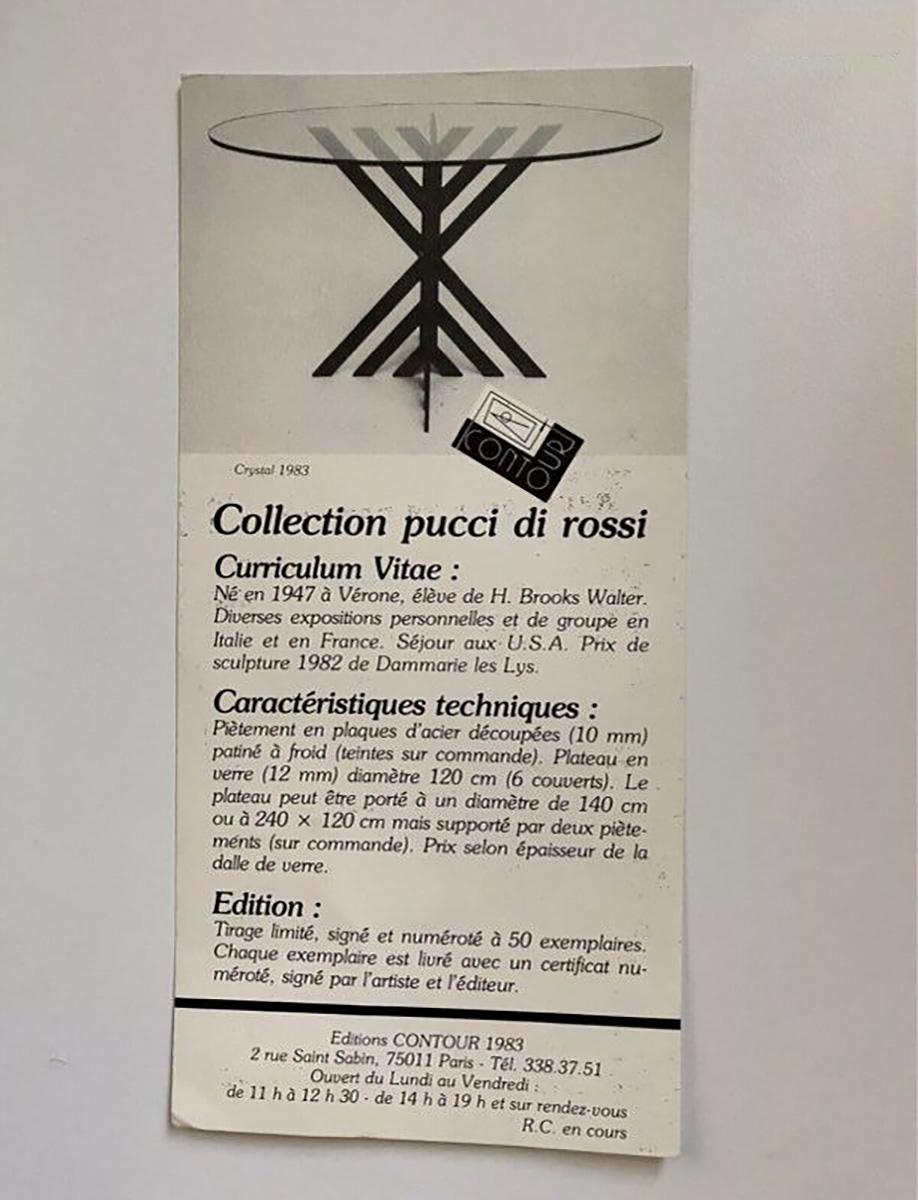 KONTOUR
Crystal 1983
Collection pucci di rossi
Curriculum Vitae :
Né en 1947 à Vérone, élève de H. Brooks Walter.
Diverses expositions personnelles et de groupe en
Italie et en France. Séjour aux U.S.A. Prix de
sculpture 1982 de Dammarie les Lys.
Caractéristiques techniques :
Piètement en plaques d'acier découpées (10 mm)
patiné à froid (teintes sur commande). Plateau en
verre (12 mm) diamètre 120 cm (6 couverts). Le
plateau peut être porté à un diamètre de 140 cm
ou à 240 × 120 cm mais supporté par deux piète-
ments (sur commande). Prix selon épaisseur de la
dalle de verre.
Edition :
Tirage limité, signé et numéroté à 50 exemplaires.
Chaque exemplaire est livré avec un certificat nu-
méroté, signé par l'artiste et l'éditeur.
Editions CONTOUR 1983
2 rue Saint Sabin, 75011 Paris - Tél. 338.37.51
Ouvert du Lundi au Vendredi :
de 11 h à 12 h 30 - de 14 h à 19 h et sur rendez-vous
R.C. en cours